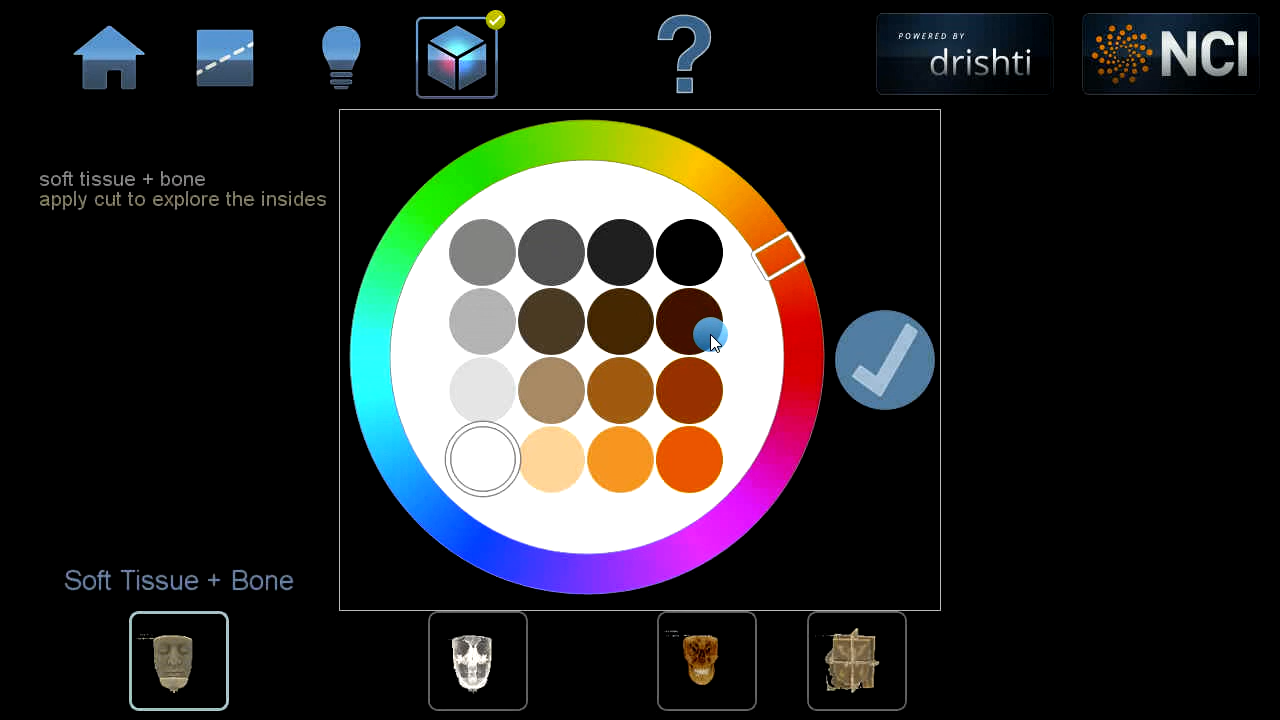 ?
POWERED BY
drishti
NCI
soft tissue + bone
apply cut to explore the insides
Soft Tissue + Bone